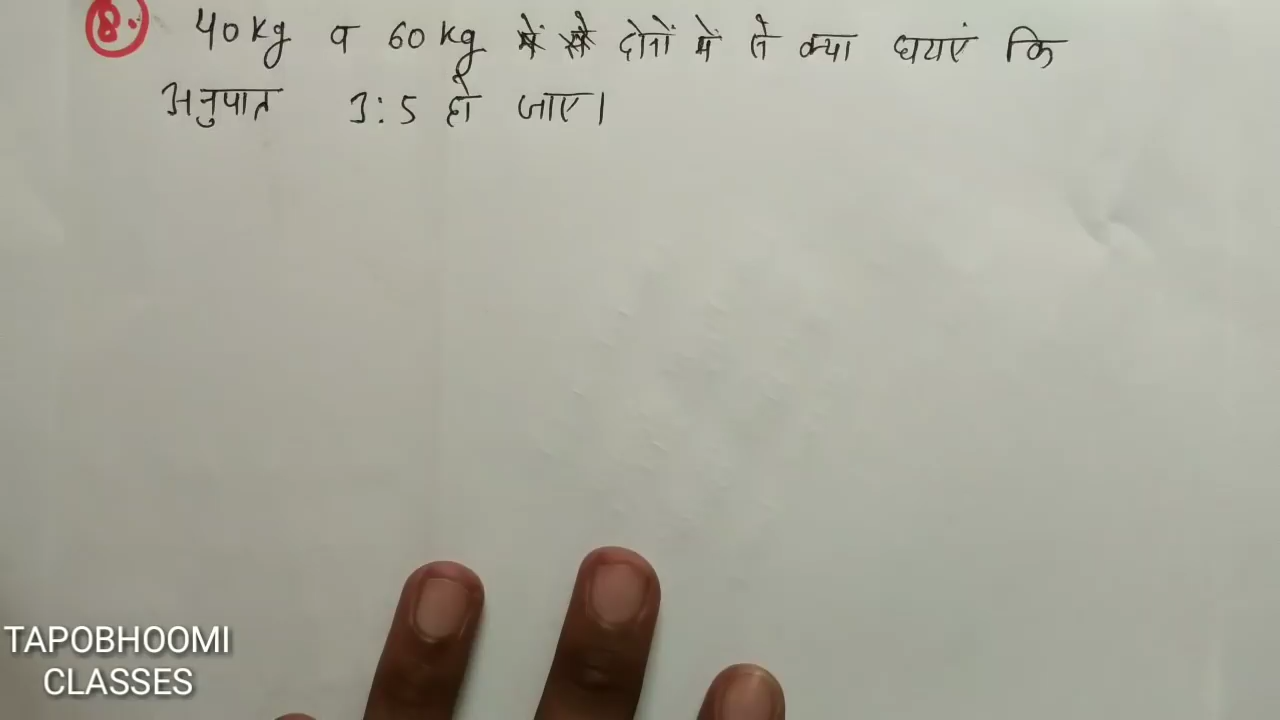 8. 40 kg व 60 kg दोनों में से क्या घटाएं कि
अनुपात 3:5 हो जाए।
TAPOBHOOMI
CLASSES